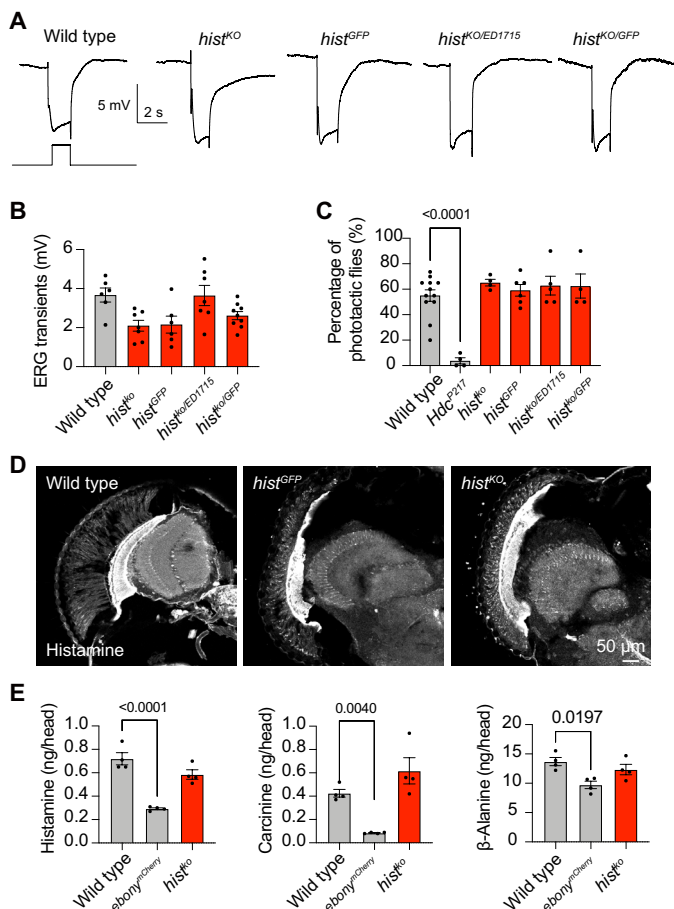 A
Wild type
hist^KO
hist^GFP
hist^KO/ED1715
hist^KO/GFP
5 mV
2 s
B
ERG transients (mV)
6
4
2
0
Wild type
hist^ko
hist^GFP
hist^ko/ED1715
hist^ko/GFP
C
Percentage of
phototactic flies (%)
<0.0001
100
80
60
40
20
0
Wild type
Hdc^P217
hist^ko
hist^GFP
hist^ko/ED1715
hist^ko/GFP
D
Wild type
Histamine
hist^GFP
hist^KO
50 µm
E
Histamine (ng/head)
<0.0001
1.0
0.8
0.6
0.4
0.2
0.0
Wild type
ebony^mCherry
hist^ko
Carcinine (ng/head)
0.0040
1.0
0.8
0.6
0.4
0.2
0.0
Wild type
ebony^mCherry
hist^ko
β-Alanine (ng/head)
0.0197
20
15
10
5
0
Wild type
ebony^mCherry
hist^ko